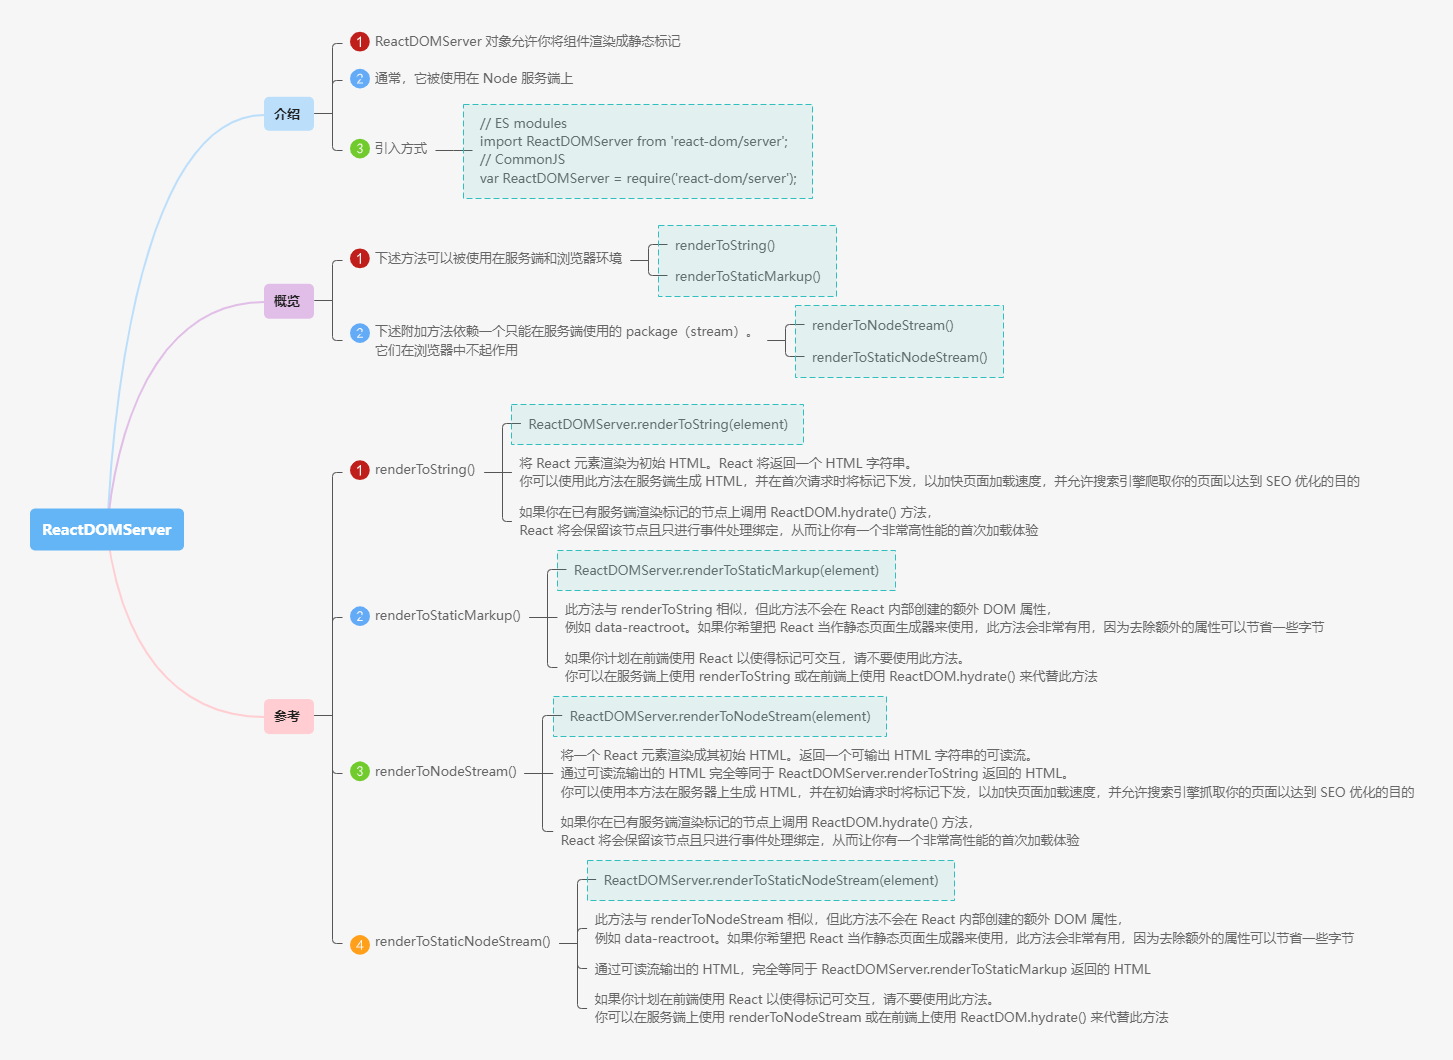 ReactDOMServer
介绍
1 ReactDOMServer 对象允许你将组件渲染成静态标记
2 通常，它被使用在 Node 服务端上
3 引入方式
// ES modules
import ReactDOMServer from 'react-dom/server';
// CommonJS
var ReactDOMServer = require('react-dom/server');
概览
1 下述方法可以被使用在服务端和浏览器环境
renderToString()
renderToStaticMarkup()
2 下述附加方法依赖一个只能在服务端使用的 package（stream）。
它们在浏览器中不起作用
renderToNodeStream()
renderToStaticNodeStream()
参考
1 renderToString()
ReactDOMServer.renderToString(element)
将 React 元素渲染为初始 HTML。React 将返回一个 HTML 字符串。
你可以使用此方法在服务端生成 HTML，并在首次请求时将标记下发，以加快页面加载速度，并允许搜索引擎爬取你的页面以达到 SEO 优化的目的
如果你在已有服务端渲染标记的节点上调用 ReactDOM.hydrate() 方法，
React 将会保留该节点且只进行事件处理绑定，从而让你有一个非常高性能的首次加载体验
2 renderToStaticMarkup()
ReactDOMServer.renderToStaticMarkup(element)
此方法与 renderToString 相似，但此方法不会在 React 内部创建的额外 DOM 属性，
例如 data-reactroot。如果你希望把 React 当作静态页面生成器来使用，此方法会非常有用，因为去除额外的属性可以节省一些字节
如果你计划在前端使用 React 以使得标记可交互，请不要使用此方法。
你可以在服务端上使用 renderToString 或在前端上使用 ReactDOM.hydrate() 来代替此方法
3 renderToNodeStream()
ReactDOMServer.renderToNodeStream(element)
将一个 React 元素渲染成其初始 HTML。返回一个可输出 HTML 字符串的可读流。
通过可读流输出的 HTML 完全等同于 ReactDOMServer.renderToString 返回的 HTML。
你可以使用本方法在服务器上生成 HTML，并在初始请求时将标记下发，以加快页面加载速度，并允许搜索引擎抓取你的页面以达到 SEO 优化的目的
如果你在已有服务端渲染标记的节点上调用 ReactDOM.hydrate() 方法，
React 将会保留该节点且只进行事件处理绑定，从而让你有一个非常高性能的首次加载体验
4 renderToStaticNodeStream()
ReactDOMServer.renderToStaticNodeStream(element)
此方法与 renderToNodeStream 相似，但此方法不会在 React 内部创建的额外 DOM 属性，
例如 data-reactroot。如果你希望把 React 当作静态页面生成器来使用，此方法会非常有用，因为去除额外的属性可以节省一些字节
通过可读流输出的 HTML，完全等同于 ReactDOMServer.renderToStaticMarkup 返回的 HTML
如果你计划在前端使用 React 以使得标记可交互，请不要使用此方法。
你可以在服务端上使用 renderToNodeStream 或在前端上使用 ReactDOM.hydrate() 来代替此方法